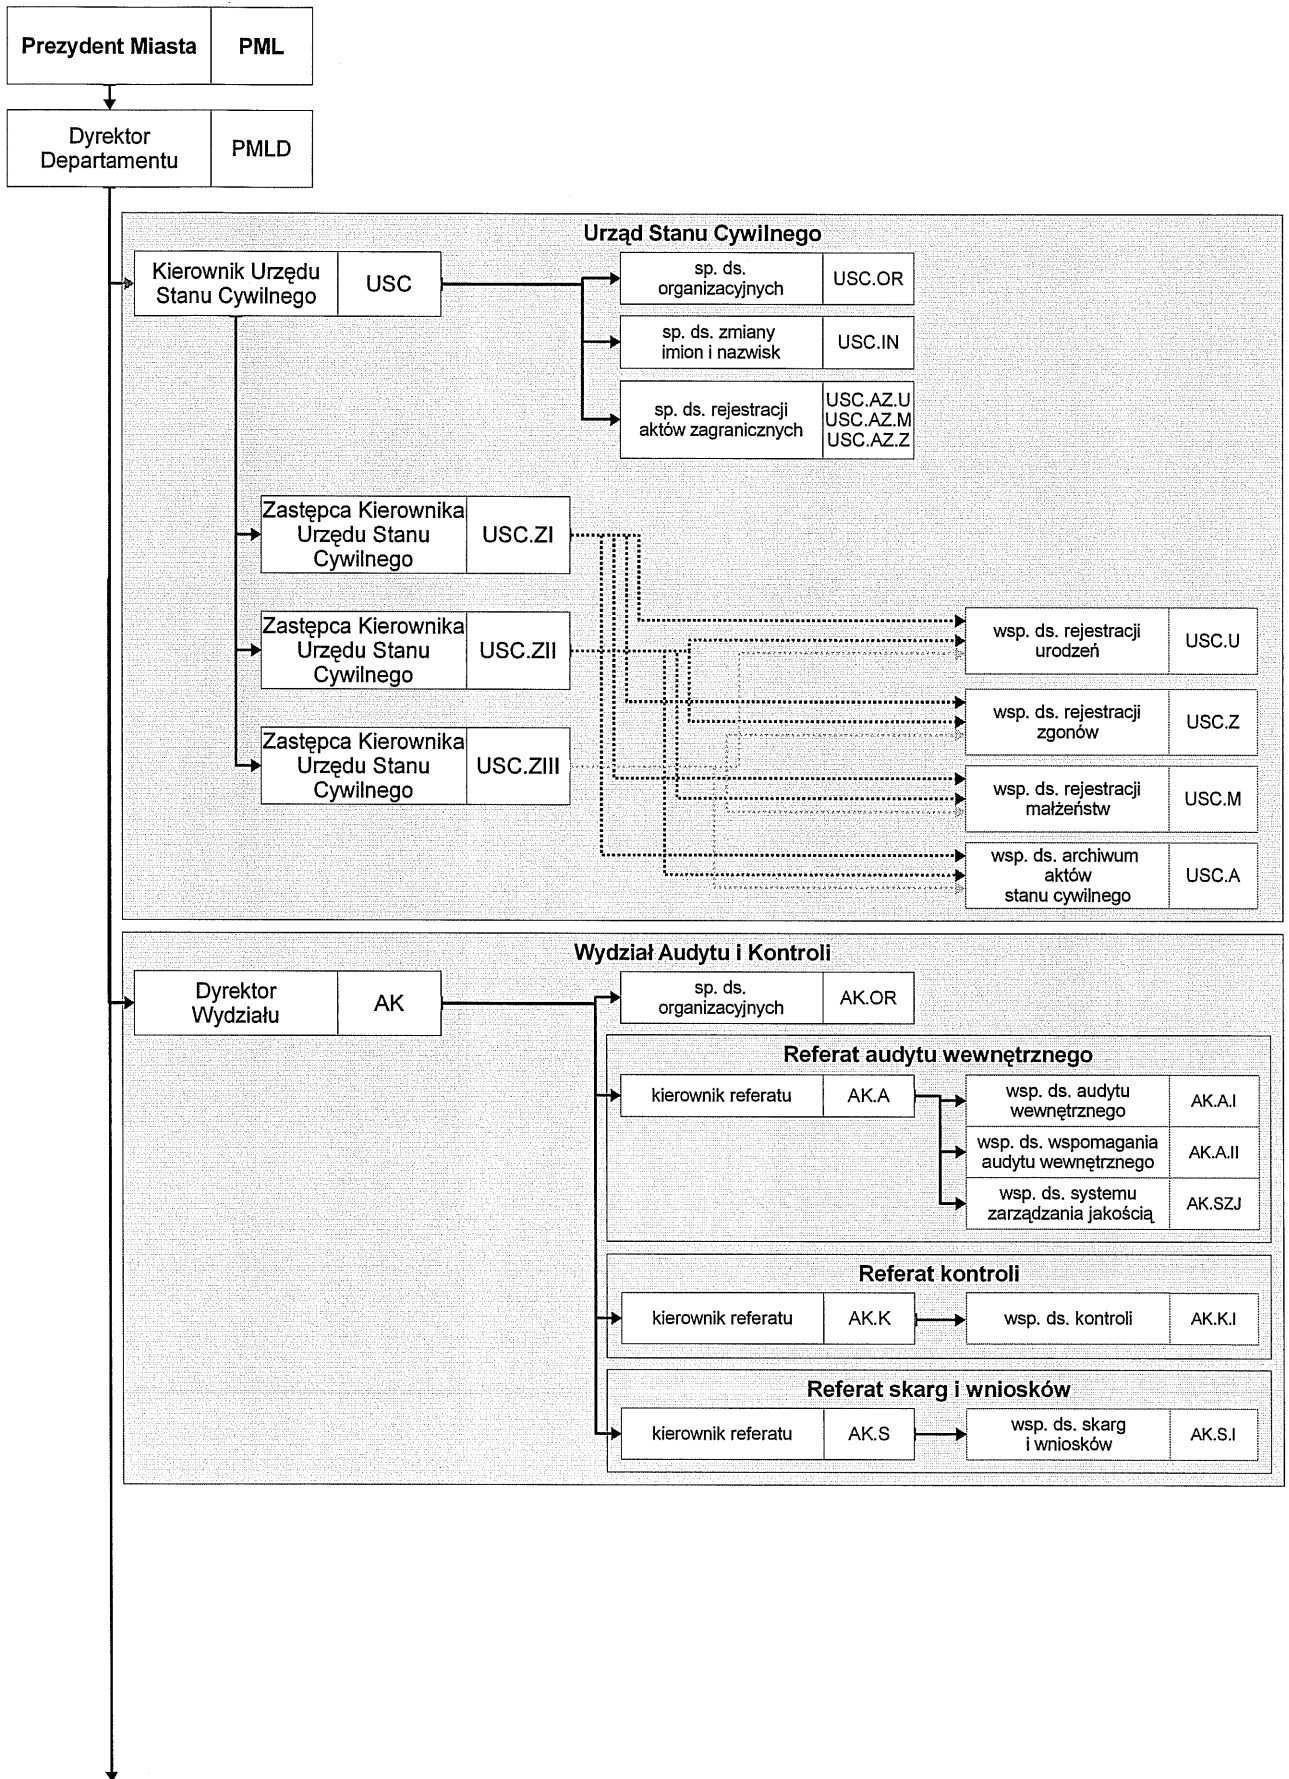 Prezydent Miasta
PML
Dyrektor
Departamentu
PMLD
Urząd Stanu Cywilnego
Kierownik Urzędu
Stanu Cywilnego
USC
sp. ds.
organizacyjnych
USC.OR
sp. ds. zmiany
imion i nazwisk
USC.IN
sp. ds. rejestracji
aktów zagranicznych
USC.AZ.U
USC.AZ.M
USC.AZ.Z
Zastępca Kierownika
Urzędu Stanu
Cywilnego
USC.ZI
Zastępca Kierownika
Urzędu Stanu
Cywilnego
USC.ZII
Zastępca Kierownika
Urzędu Stanu
Cywilnego
USC.ZIII
wsp. ds. rejestracji
urodzeń
USC.U
wsp. ds. rejestracji
zgonów
USC.Z
wsp. ds. rejestracji
małżeństw
USC.M
wsp. ds. archiwum
aktów
stanu cywilnego
USC.A
Wydział Audytu i Kontroli
Dyrektor
Wydziału
AK
sp. ds.
organizacyjnych
AK.OR
Referat audytu wewnętrznego
kierownik referatu
AK.A
wsp. ds. audytu
wewnętrznego
AK.A.I
wsp. ds. wspomagania
audytu wewnętrznego
AK.A.II
wsp. ds. systemu
zarządzania jakością
AK.SZJ
Referat kontroli
kierownik referatu
AK.K
wsp. ds. kontroli
AK.K.I
Referat skarg i wniosków
kierownik referatu
AK.S
wsp. ds. skarg
i wniosków
AK.S.I